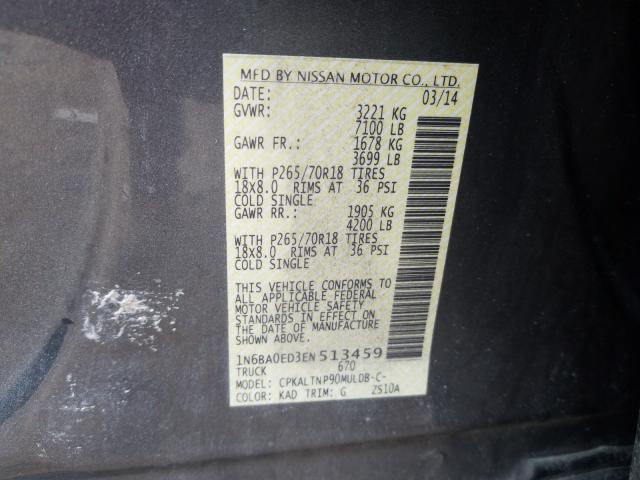 MFD BY NISSAN MOTOR CO., LTD.
DATE: 03/14
GVWR: 3221 KG
7100 LB
GAWR FR.: 1678 KG
3699 LB
WITH P265/70R18 TIRES
18X8.0 RIMS AT 36 PSI
COLD SINGLE
GAWR RR.: 1905 KG
4200 LB
WITH P265/70R18 TIRES
18X8.0 RIMS AT 36 PSI
COLD SINGLE
THIS VEHICLE CONFORMS TO
ALL APPLICABLE FEDERAL
MOTOR VEHICLE SAFETY
STANDARDS IN EFFECT ON
THE DATE OF MANUFACTURE
SHOWN ABOVE.
1N6BA0ED3EN513459
TRUCK 670
MODEL: CPKALTNP90MULDB-C-
COLOR: KAD TRIM: G ZS10A